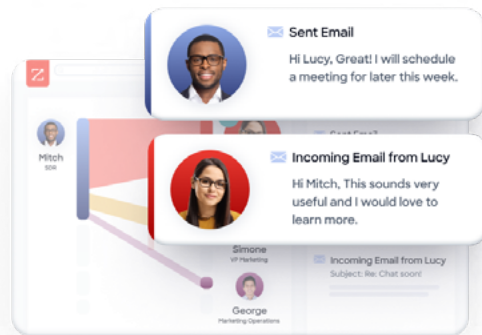 Sent Email
Hi Lucy, Great! I will schedule
a meeting for later this week.
Z
Mitch
SDR
Sent Email
Incoming Email from Lucy
Hi Mitch, This sounds very
useful and I would love to
learn more.
Simone
VP Marketing
Incoming Email from Lucy
Subject: Re: Chat soon!
George
Marketing Operations